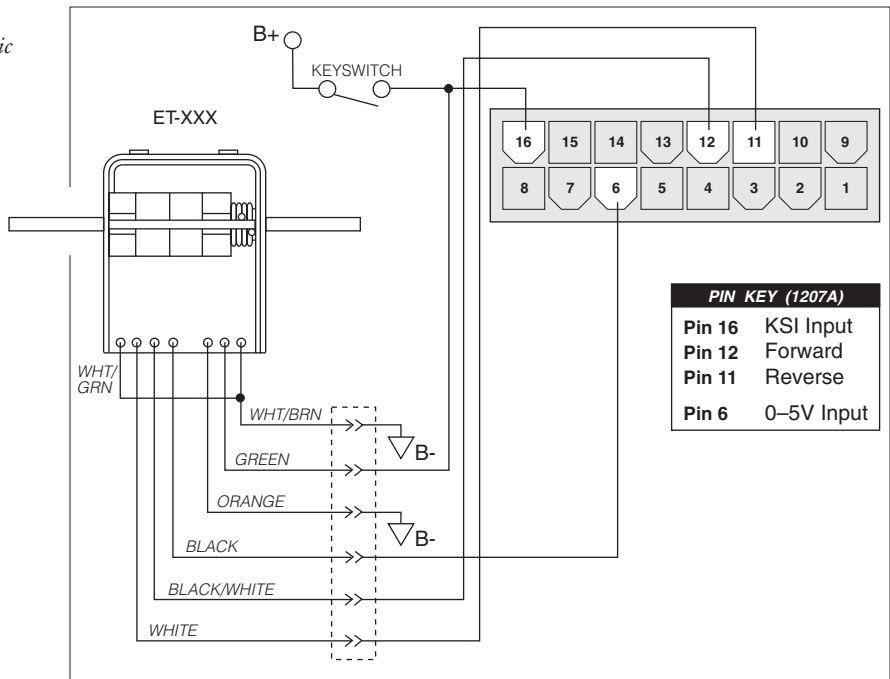 ic
B+
KEYSWITCH
ET-XXX
16 15 14 13 12 11 10 9
8 7 6 5 4 3 2 1
PIN KEY (1207A)
Pin 16 KSI Input
Pin 12 Forward
Pin 11 Reverse
Pin 6 0–5V Input
WHT/
GRN
WHT/BRN
B-
GREEN
ORANGE
B-
BLACK
BLACK/WHITE
WHITE